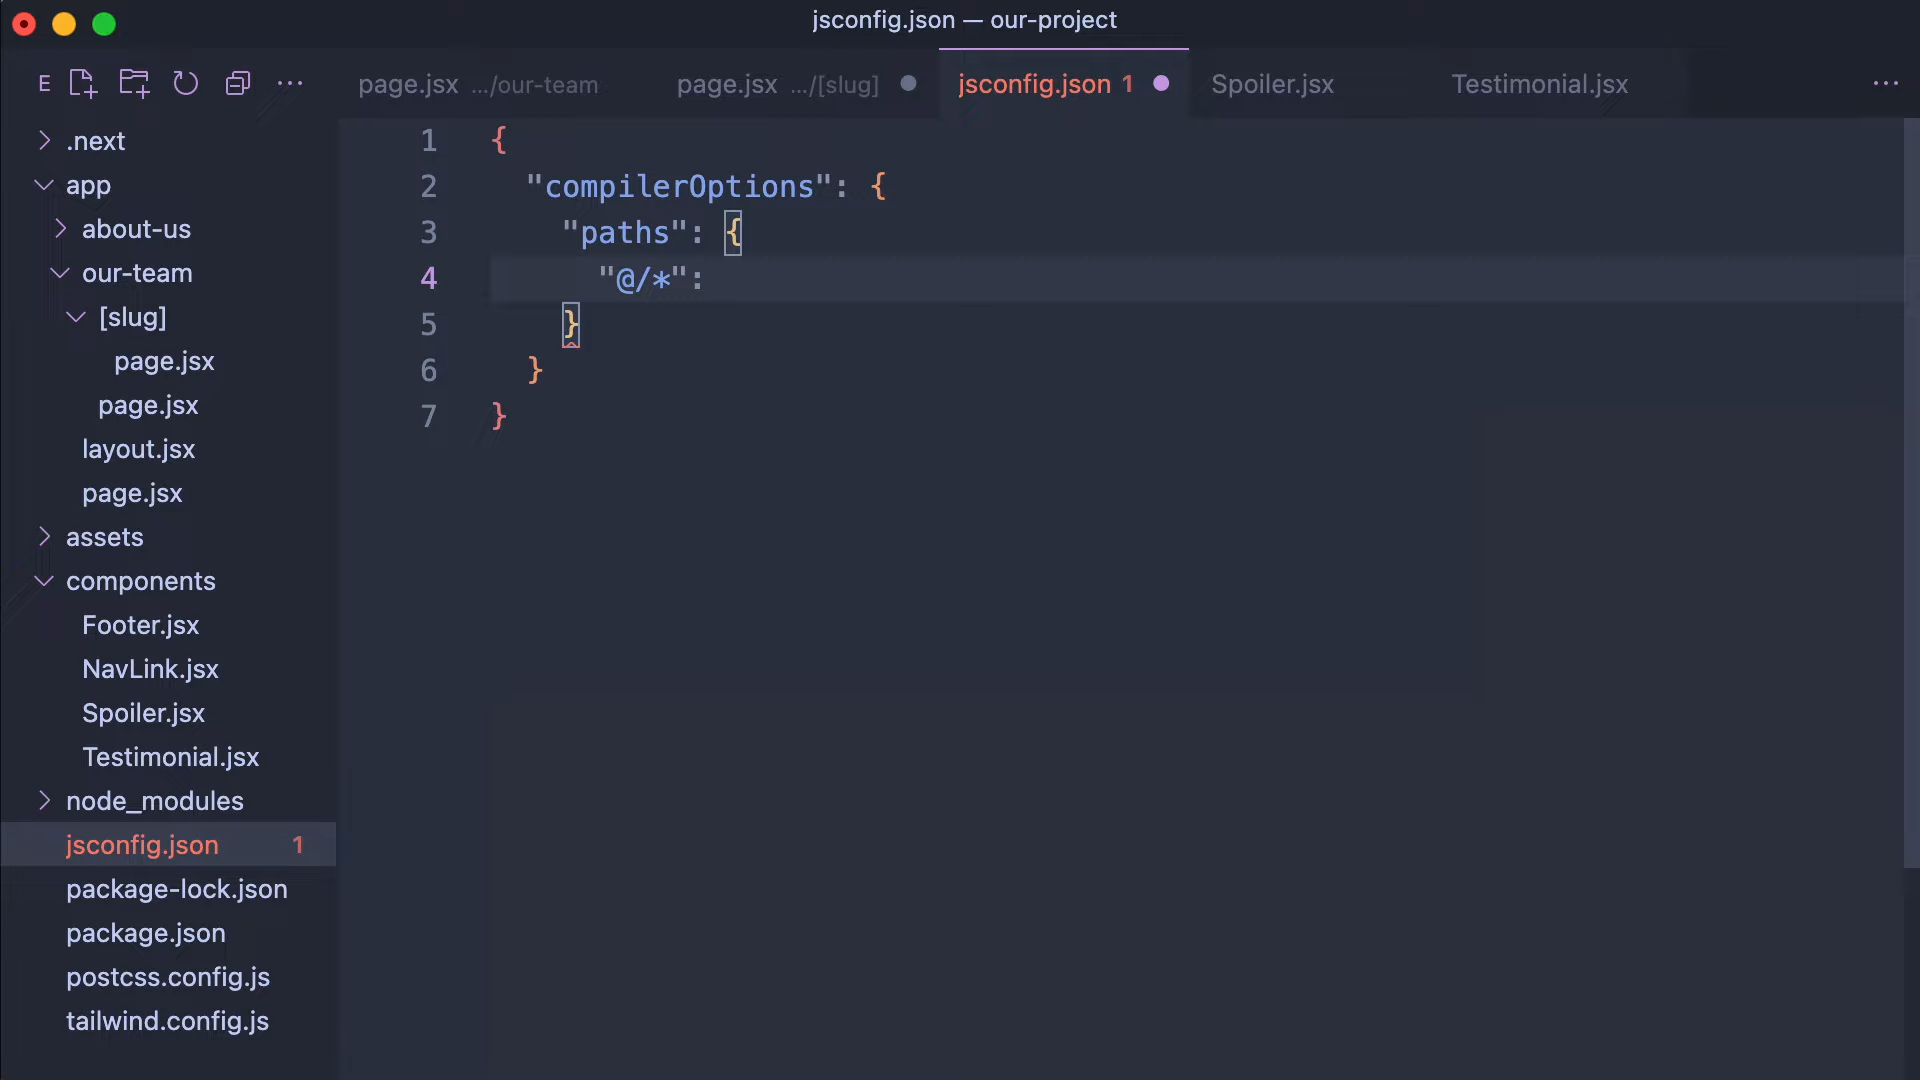 jsconfig.json — our-project
E
page.jsx .../our-team
page.jsx .../[slug]
jsconfig.json 1
Spoiler.jsx
Testimonial.jsx
.next
app
about-us
our-team
[slug]
page.jsx
page.jsx
layout.jsx
page.jsx
assets
components
Footer.jsx
NavLink.jsx
Spoiler.jsx
Testimonial.jsx
node_modules
jsconfig.json 1
package-lock.json
package.json
postcss.config.js
tailwind.config.js
1 {
2 "compilerOptions": {
3 "paths": {
4 "@/*":
5 }
6 }
7 }